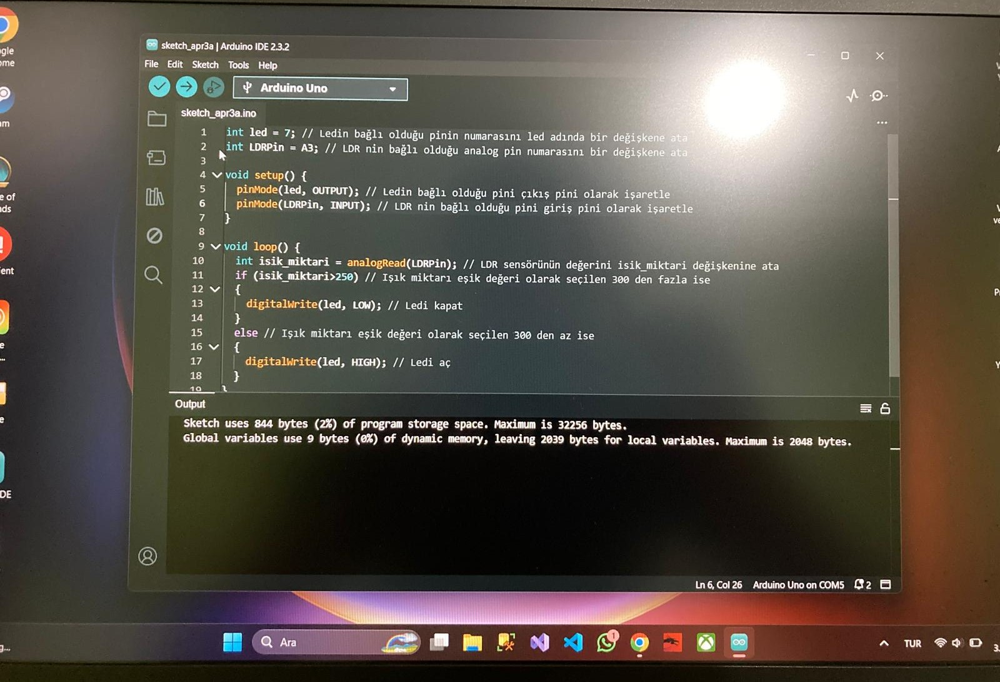 sketch_apr3a | Arduino IDE 2.3.2
File Edit Sketch Tools Help
Arduino Uno
sketch_apr3a.ino
1 int led = 7; // Ledin bağlı olduğu pinin numarasını led adında bir değişkene ata
2 int LDRPin = A3; // LDR nin bağlı olduğu analog pin numarasını bir değişkene ata
3
4 void setup() {
5 pinMode(led, OUTPUT); // Ledin bağlı olduğu pini çıkış pini olarak işaretle
6 pinMode(LDRPin, INPUT); // LDR nin bağlı olduğu pini giriş pini olarak işaretle
7 }
8
9 void loop() {
10 int isik_miktari = analogRead(LDRPin); // LDR sensörünün değerini isik_miktari değişkenine ata
11 if (isik_miktari>250) // Işık miktarı eşik değeri olarak seçilen 300 den fazla ise
12 {
13 digitalWrite(led, LOW); // Ledi kapat
14 }
15 else // Işık miktarı eşik değeri olarak seçilen 300 den az ise
16 {
17 digitalWrite(led, HIGH); // Ledi aç
18 }
19 }
Output
Sketch uses 844 bytes (2%) of program storage space. Maximum is 32256 bytes.
Global variables use 9 bytes (0%) of dynamic memory, leaving 2039 bytes for local variables. Maximum is 2048 bytes.
Ln 6, Col 26 Arduino Uno on COM5 2
Ara
1
TUR